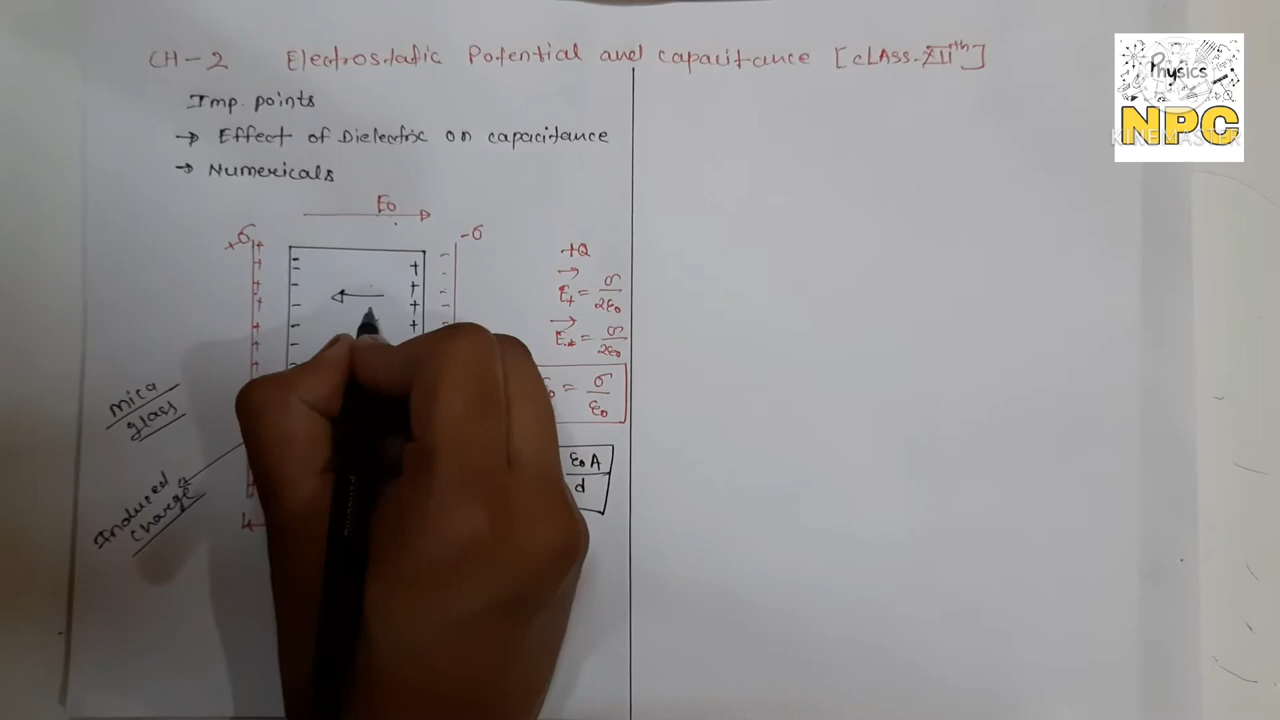 CH-2 Electrostatic Potential and capacitance [CLASS-XIIth]
Imp. points
→ Effect of Dielectric on capacitance
→ Numericals
E₀
+σ
-σ
+Q
E₊ = σ/2ε₀
= σ/2ε₀
= σ/ε₀
ε₀A/d
mica
glass
Induced
charge
Physics
NPC
KINEMASTER